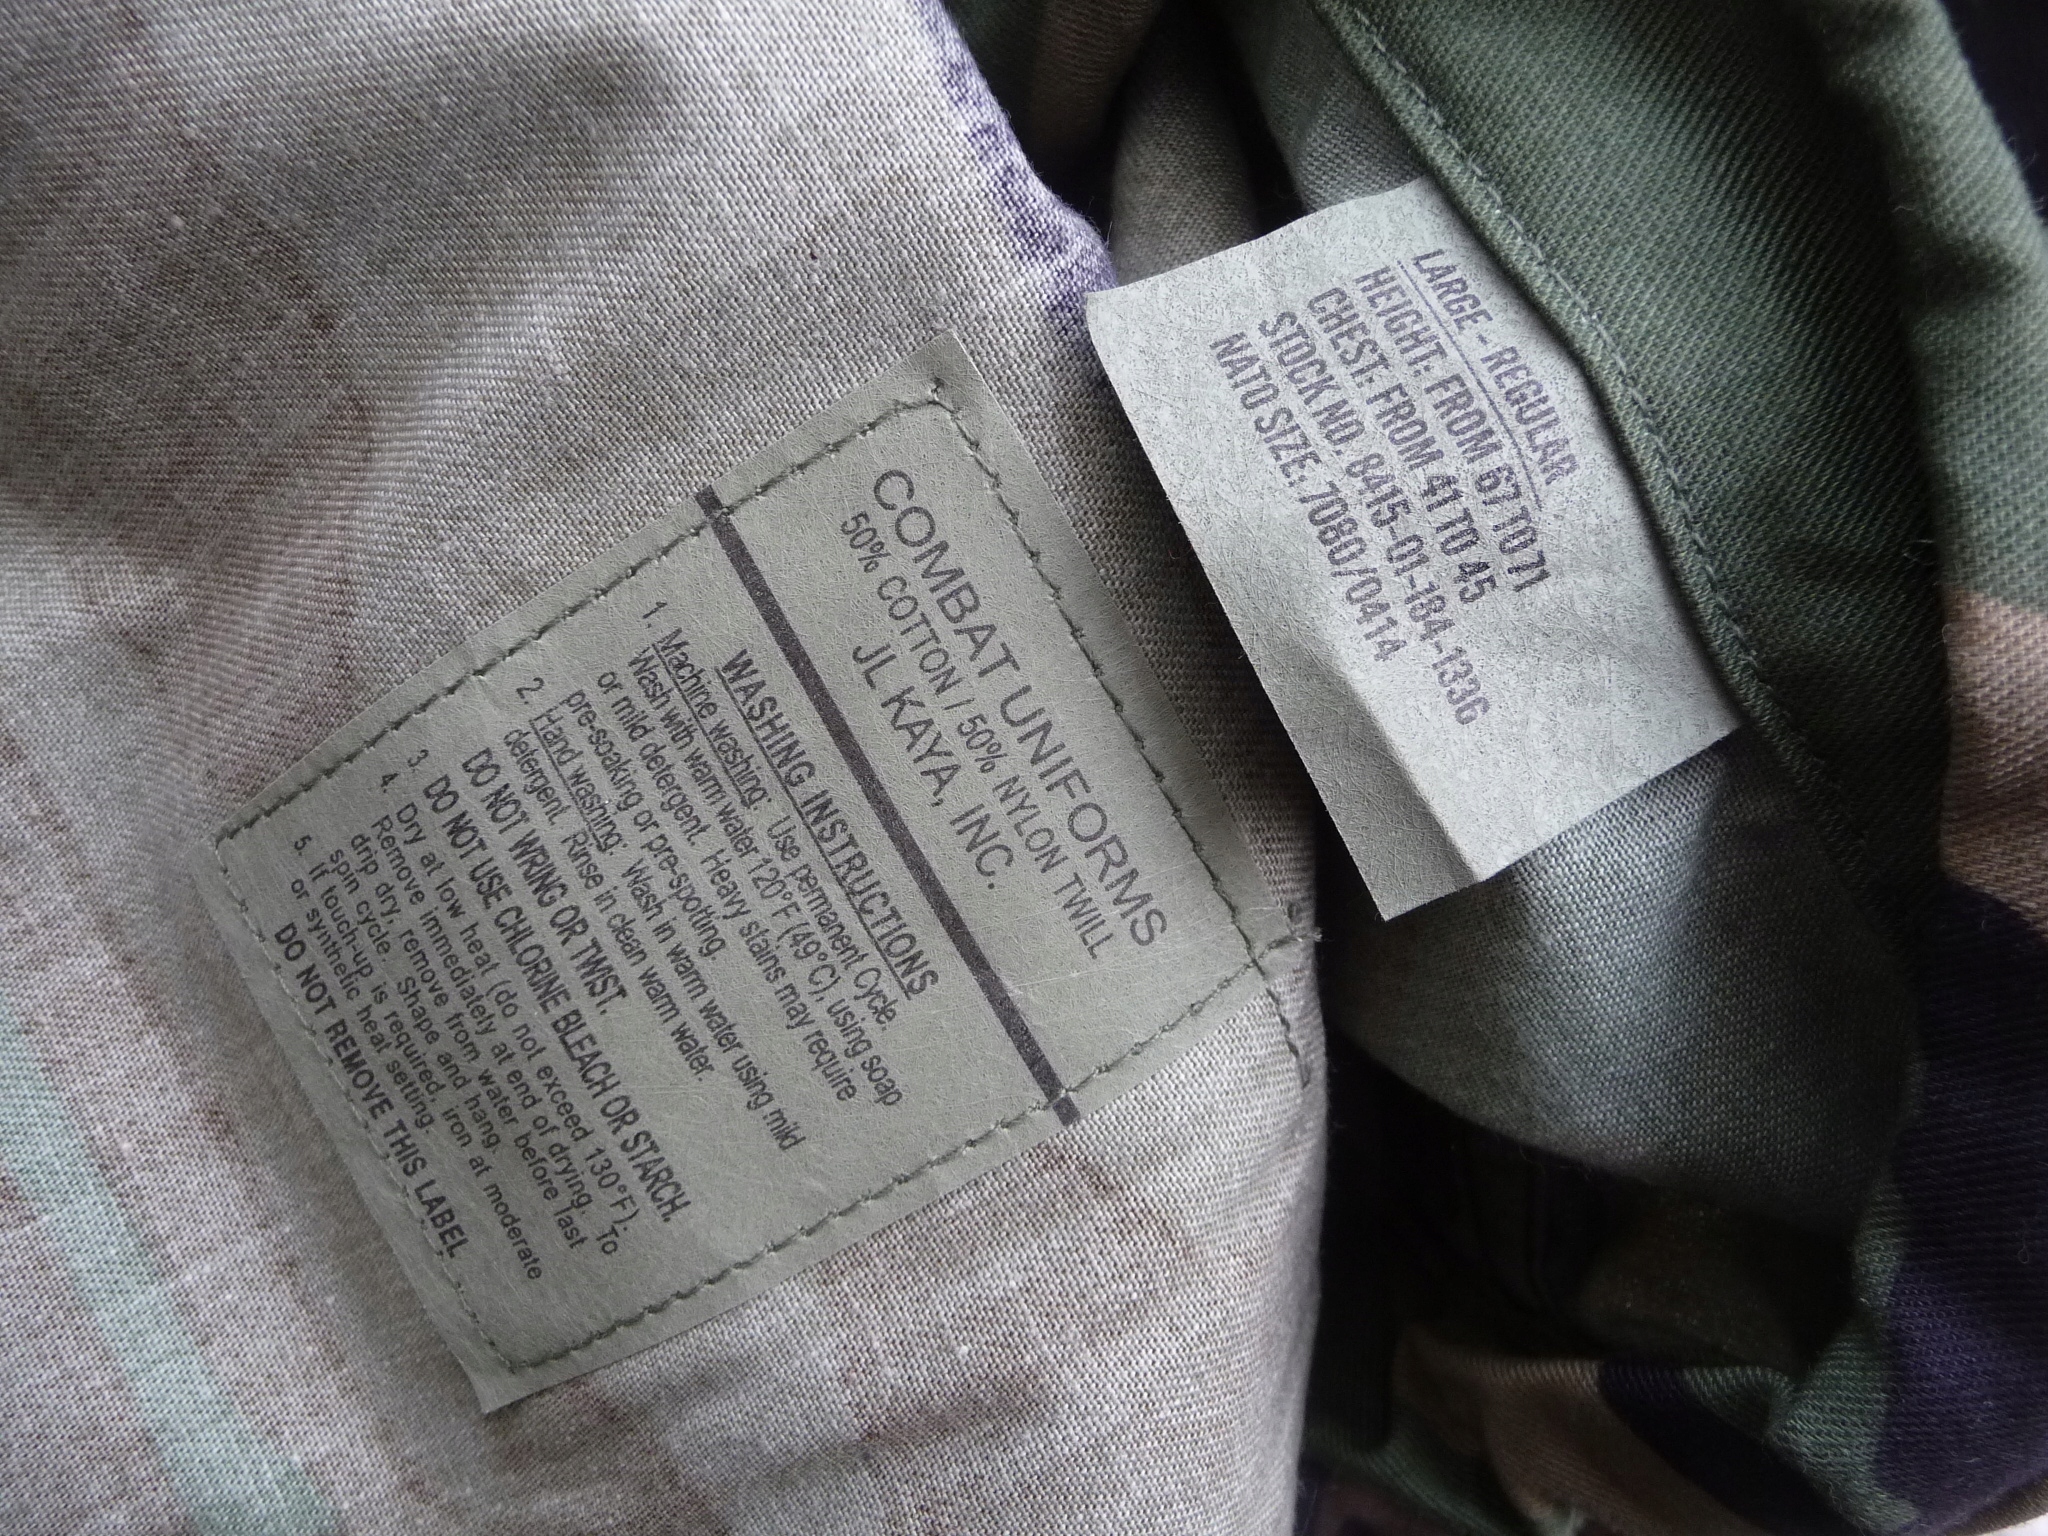 COMBAT UNIFORMS
50% COTTON / 50% NYLON TWILL
JL KAYA, INC.
WASHING INSTRUCTIONS
1. Machine washing: Use permanent Cycle.
Wash with warm water 120°F (49°C), using soap
or mild detergent. Heavy stains may require
pre-soaking or pre-spotting.
2. Hand washing: Wash in warm water using mild
detergent. Rinse in clean warm water.
DO NOT WRING OR TWIST.
3. DO NOT USE CHLORINE BLEACH OR STARCH.
4. Dry at low heat (do not exceed 130°F).
Remove immediately at end of drying. To
drip dry, remove from water before last
spin cycle. Shape and hang.
5. If touch-up is required, iron at moderate
or synthetic heat setting.
DO NOT REMOVE THIS LABEL
LARGE - REGULAR
HEIGHT: FROM 67 TO 71
CHEST: FROM 41 TO 45
STOCK NO. 8415-01-184-1336
NATO SIZE: 7080/0414